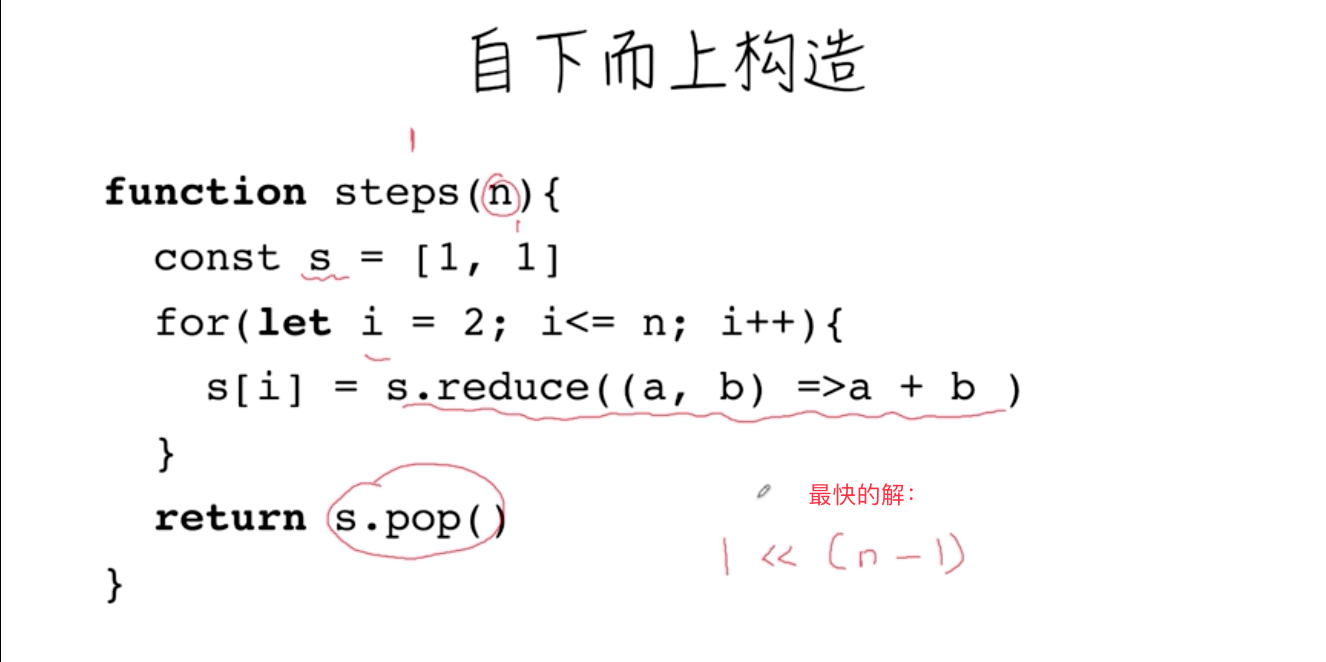 自下而上构造
function steps(n){
const s = [1, 1]
for(let i = 2; i<= n; i++){
s[i] = s.reduce((a, b) =>a + b )
}
return s.pop()
最快的解：
1 << (n-1)
}